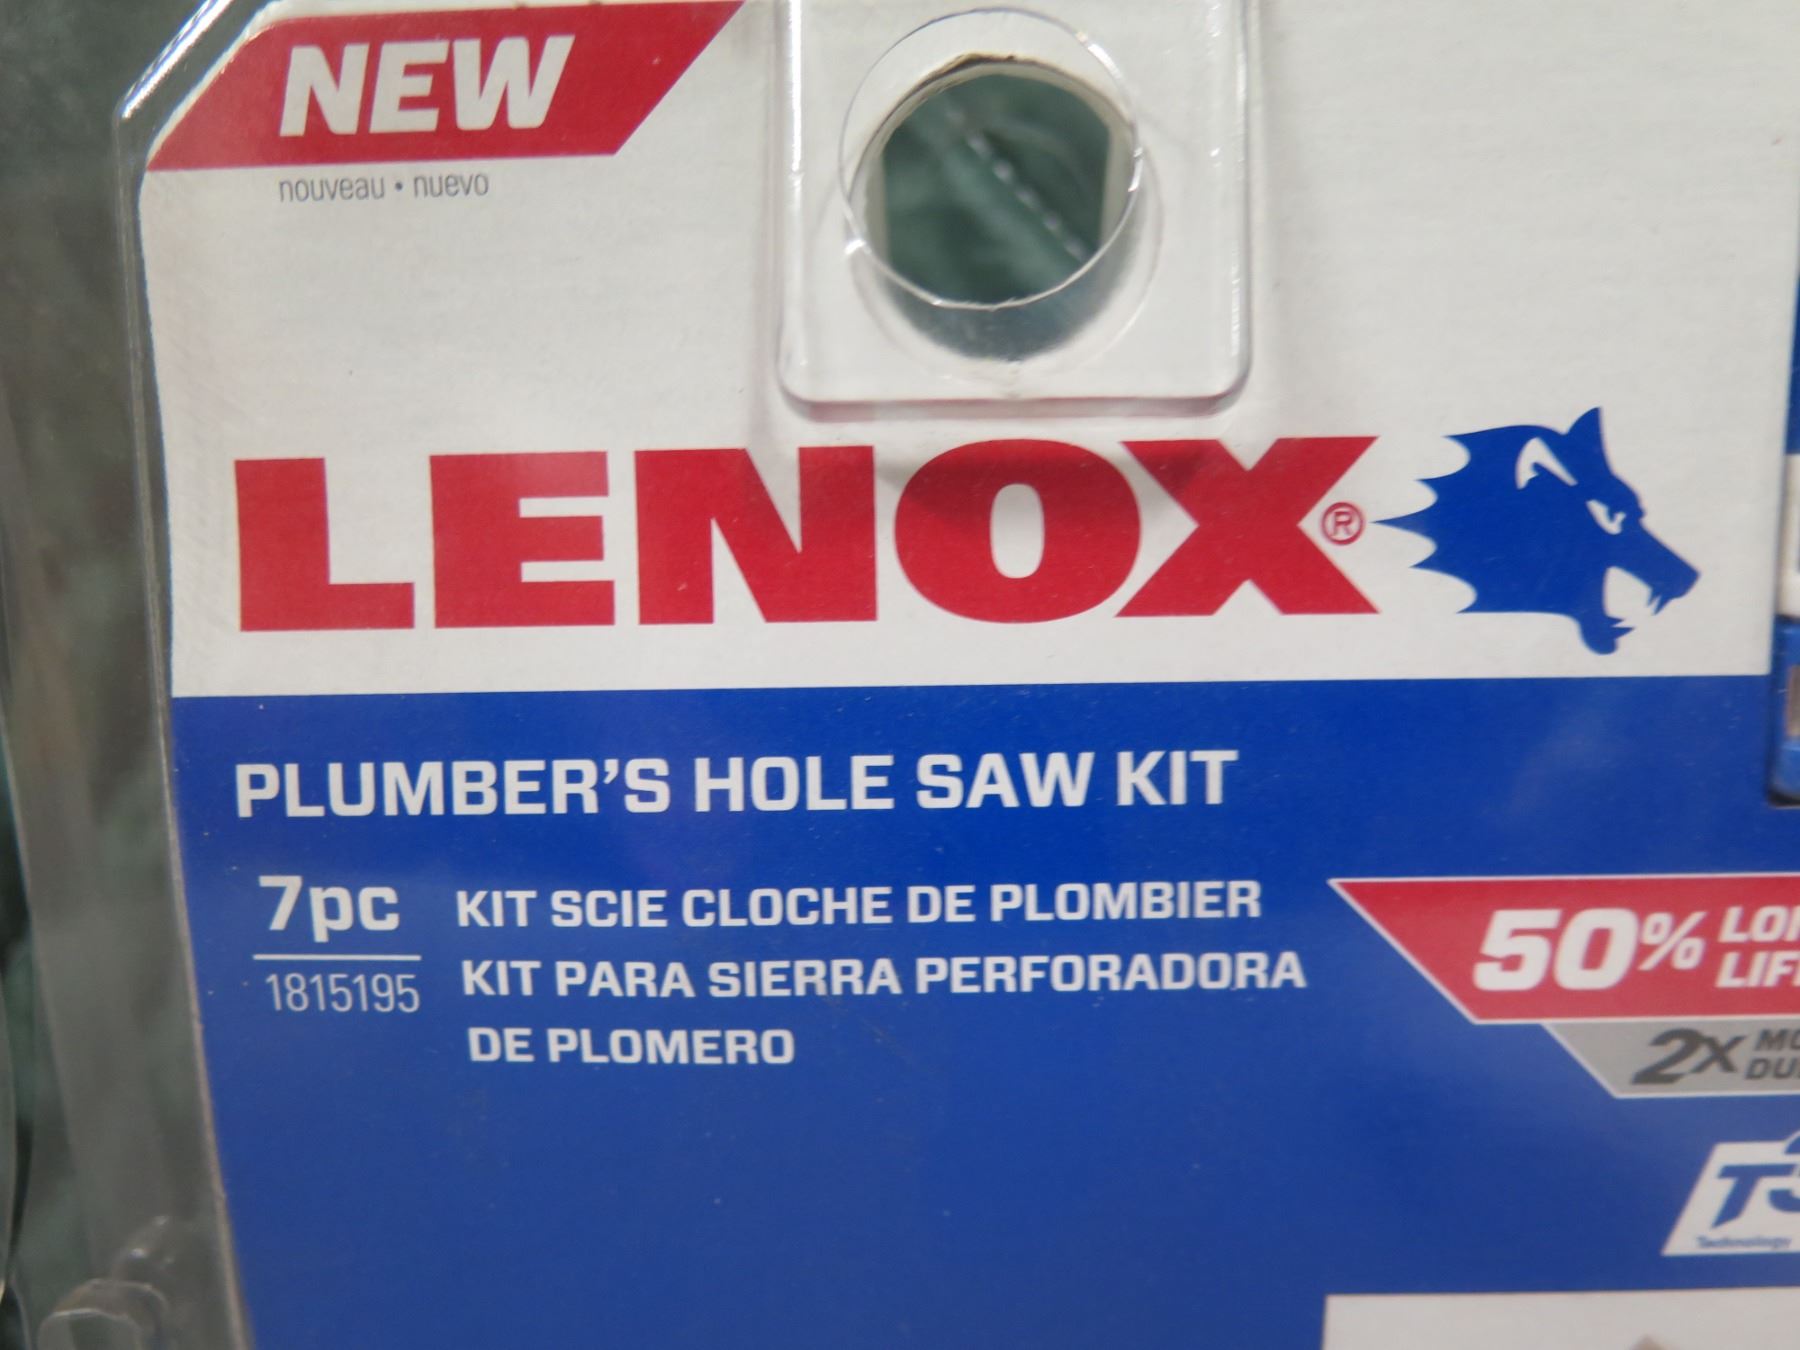 NEW
nouveau • nuevo
LENOX®
PLUMBER'S HOLE SAW KIT
7pc
1815195
KIT SCIE CLOCHE DE PLOMBIER
KIT PARA SIERRA PERFORADORA
DE PLOMERO
50%
2X
Technology